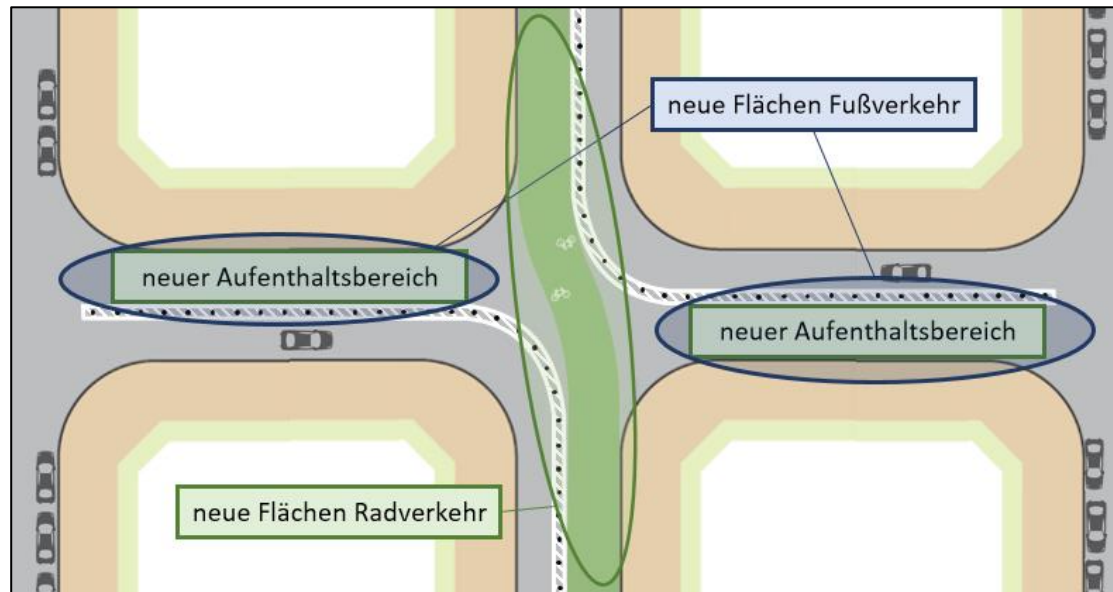 neue Flächen Fußverkehr
neuer Aufenthaltsbereich
neuer Aufenthaltsbereich
neue Flächen Radverkehr